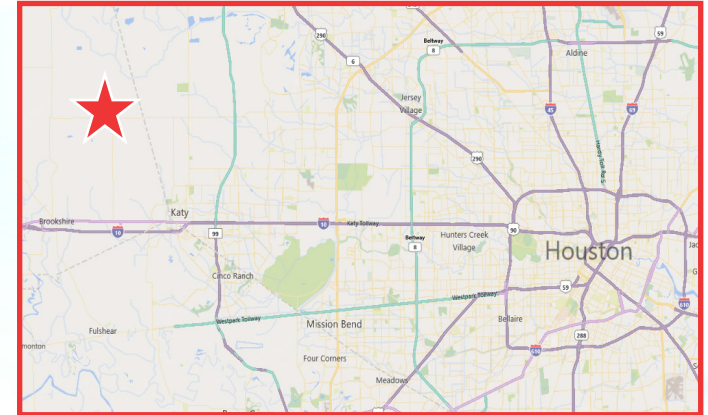 59
290
Beltway
8
Aldine
6
Jersey
Village
45
69
Hardy Toll Rd S
290
Katy
Brookshire
10
99
10
Katy Tollway
Beltway
8
Hunters Creek
Village
90
Houston
Cinco Ranch
59
Westpark Tollway
610
Westpark Tollway
Bellaire
Fulshear
Mission Bend
288
Four Corners
610
Meadows